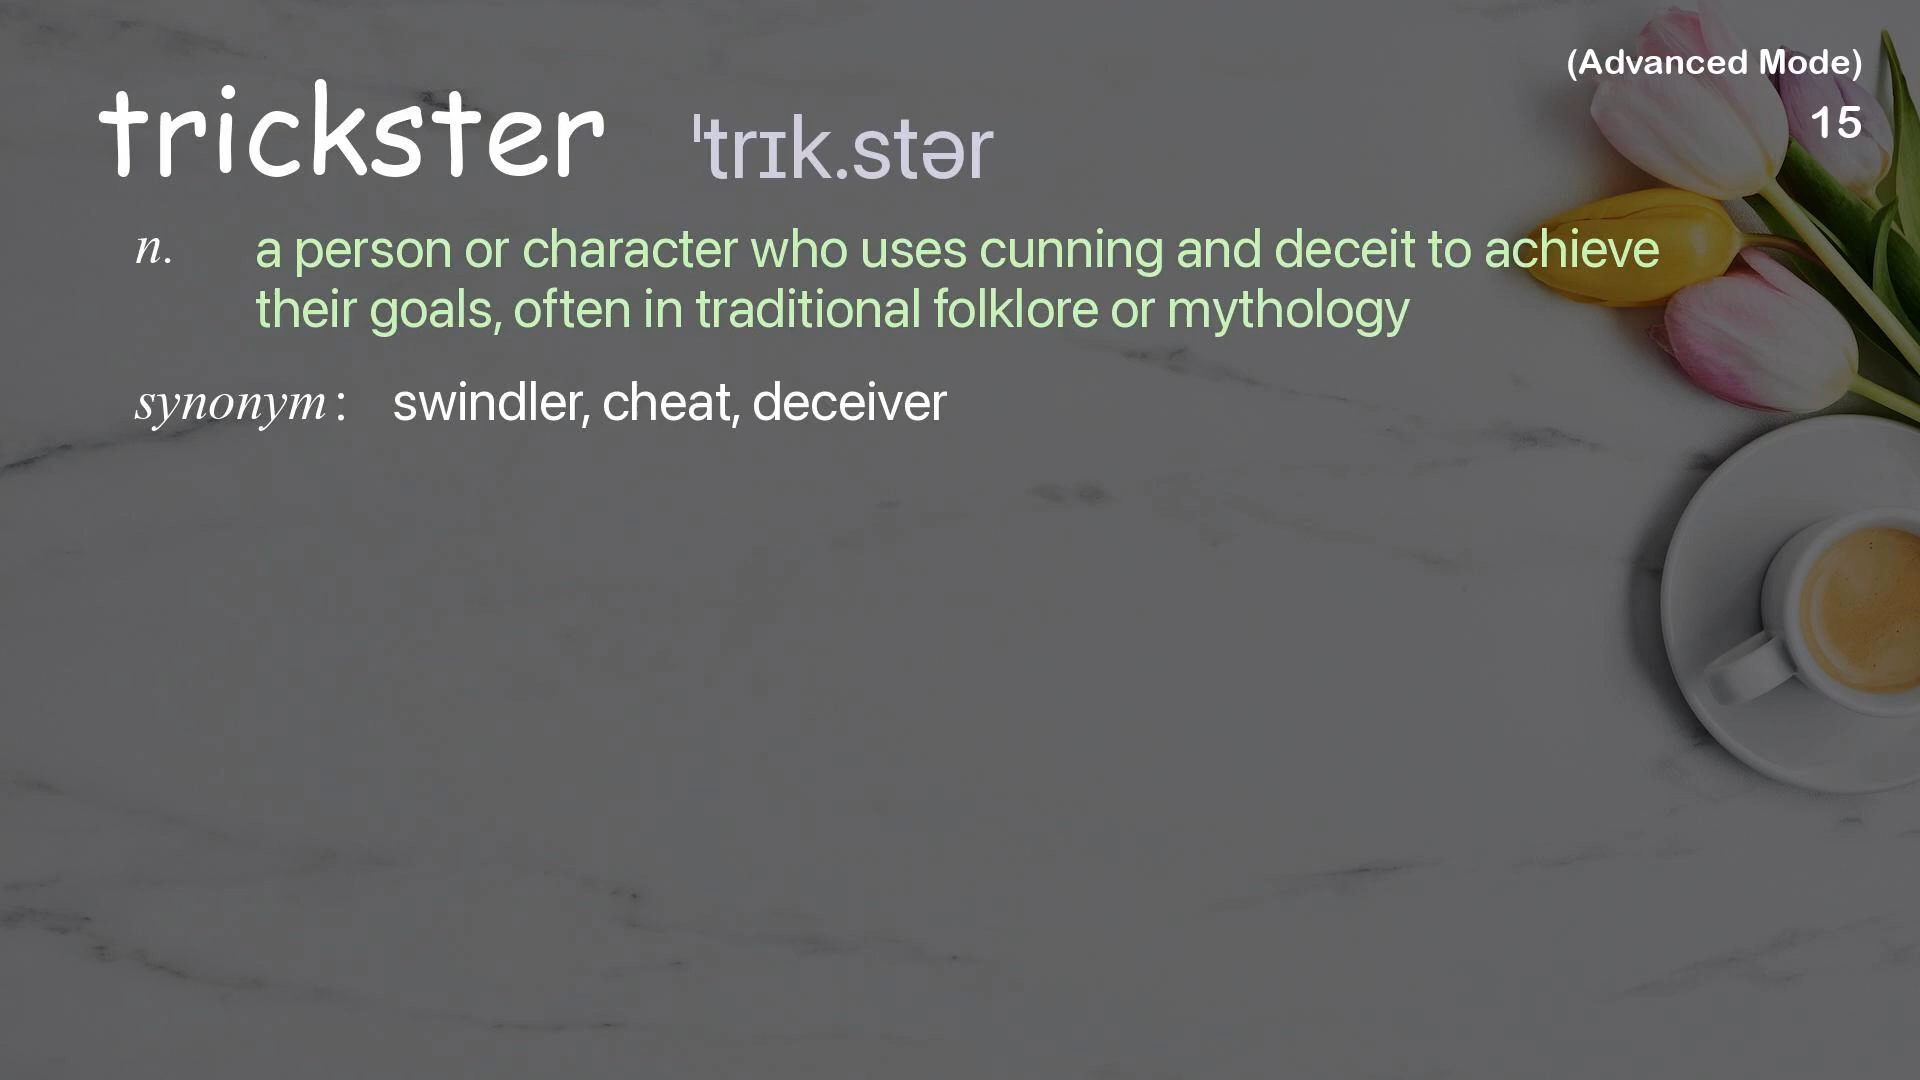 (Advanced Mode)
15
trickster ˈtrɪk.stər
n. a person or character who uses cunning and deceit to achieve
their goals, often in traditional folklore or mythology
synonym: swindler, cheat, deceiver